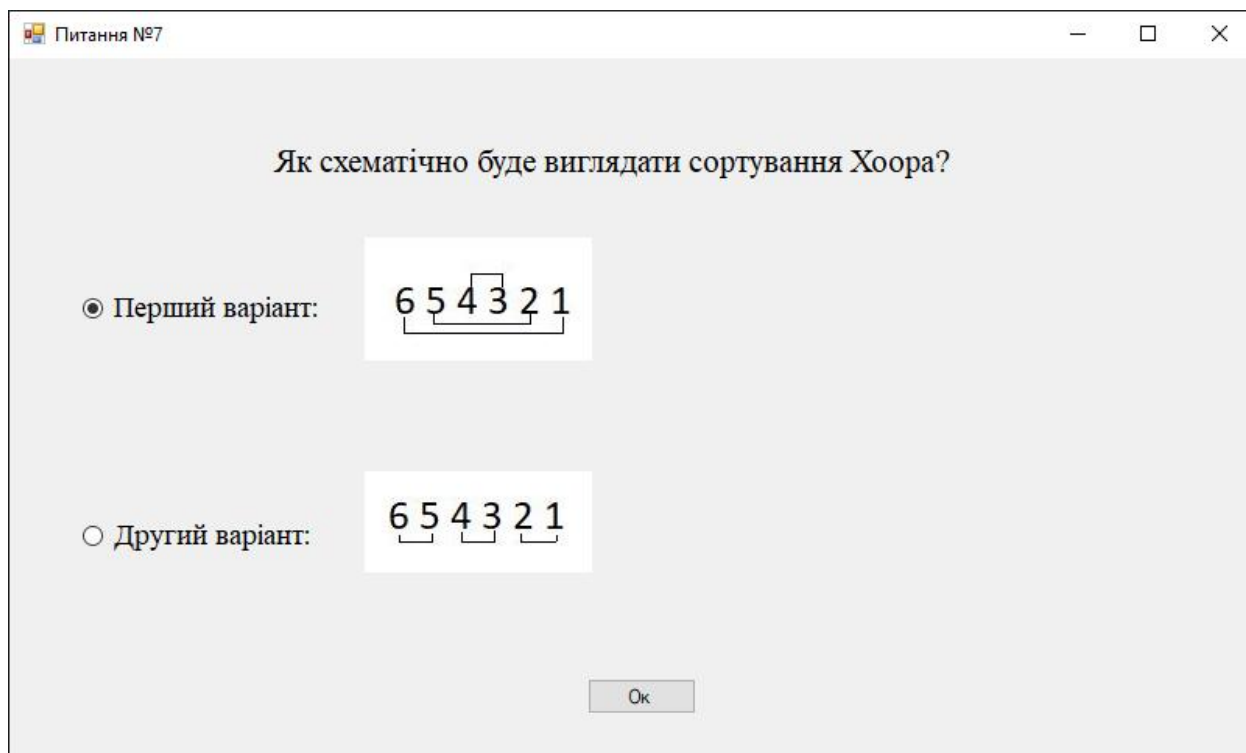 Питання №7
Як схематічно буде виглядати сортування Хоора?
Перший варіант:
6 5 4 3 2 1
Другий варіант:
6 5 4 3 2 1
Ок